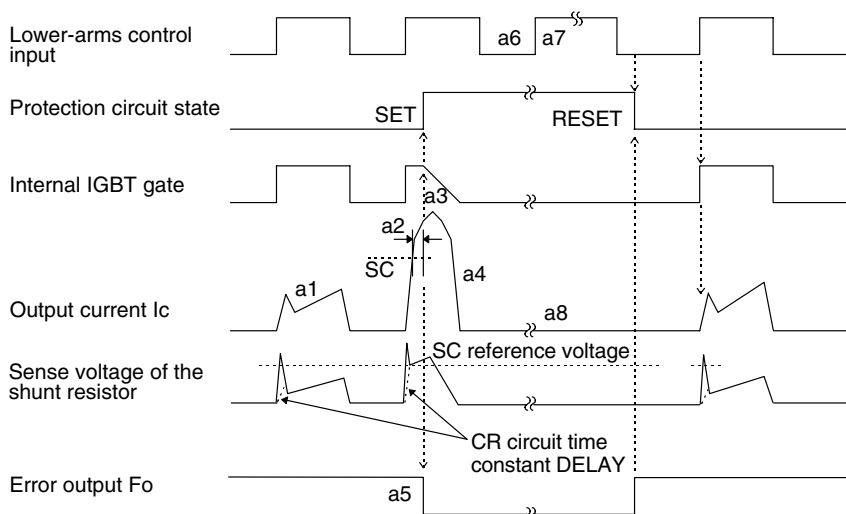 Lower-arms control
input
a6
a7
Protection circuit state
SET
RESET
Internal IGBT gate
a3
a2
SC
a4
a1
a8
Output current Ic
SC reference voltage
Sense voltage of the
shunt resistor
CR circuit time
constant DELAY
Error output Fo
a5